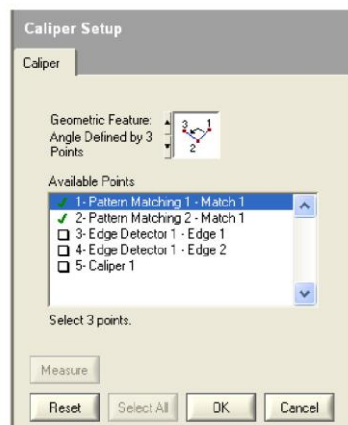 Caliper Setup
Caliper
Geometric Feature:
Angle Defined by 3
Points
3 1
2
Available Points
1- Pattern Matching 1 - Match 1
2- Pattern Matching 2 - Match 1
3- Edge Detector 1 - Edge 1
4- Edge Detector 1 - Edge 2
5- Caliper 1
Select 3 points.
Measure
Reset Select All OK Cancel